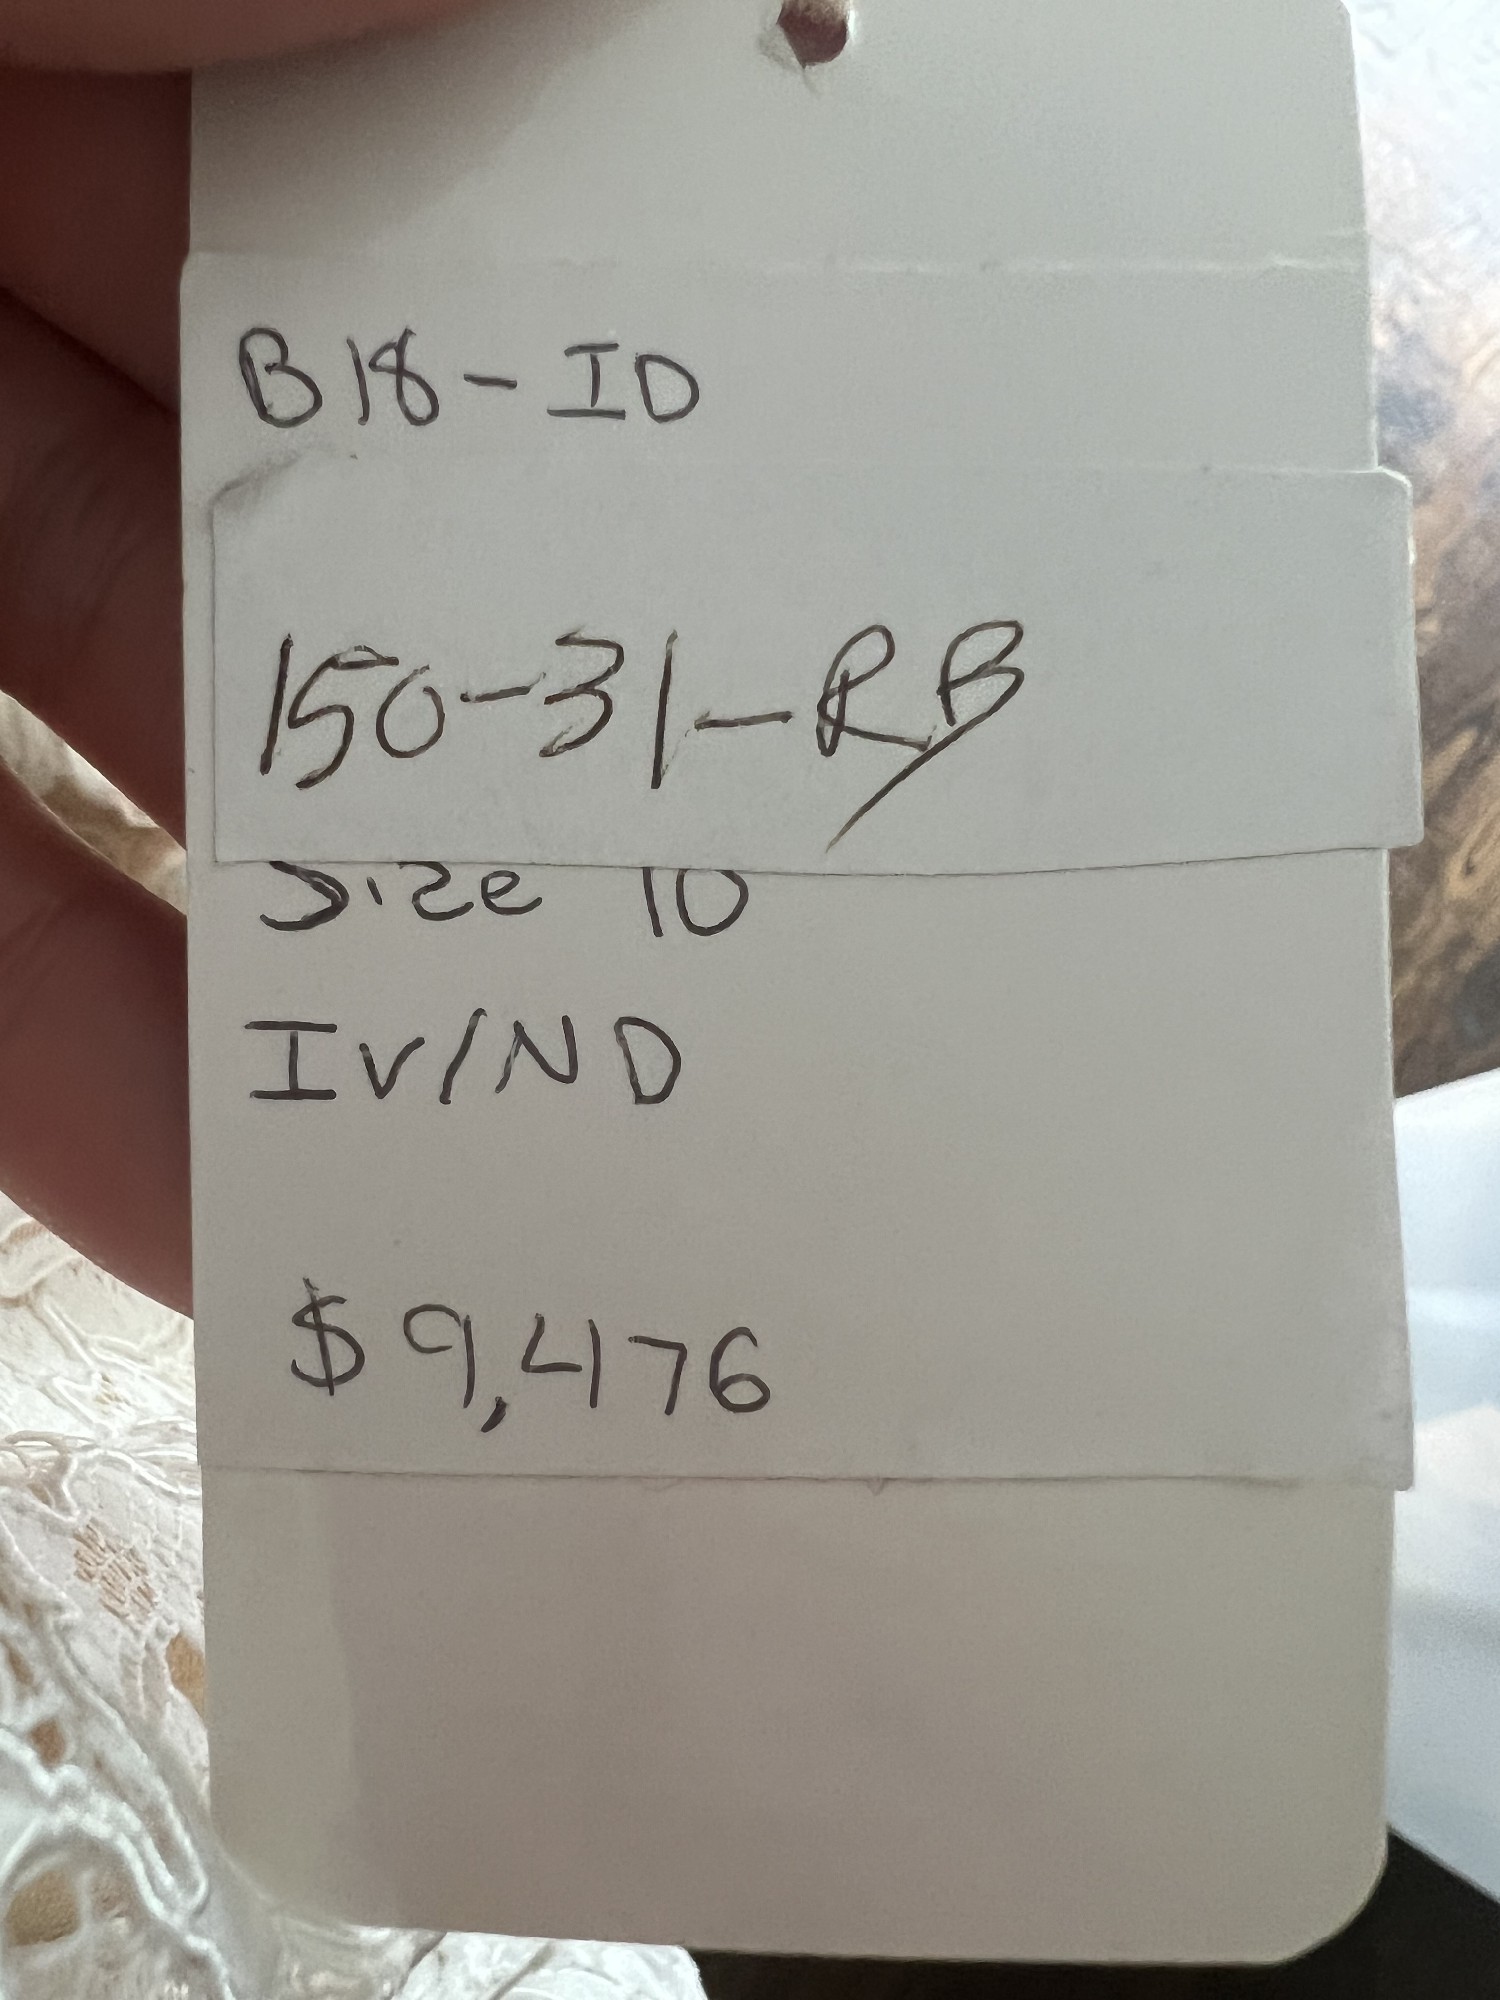 B18-ID
150-31-RB
Size 10
IV/ND
$9,476